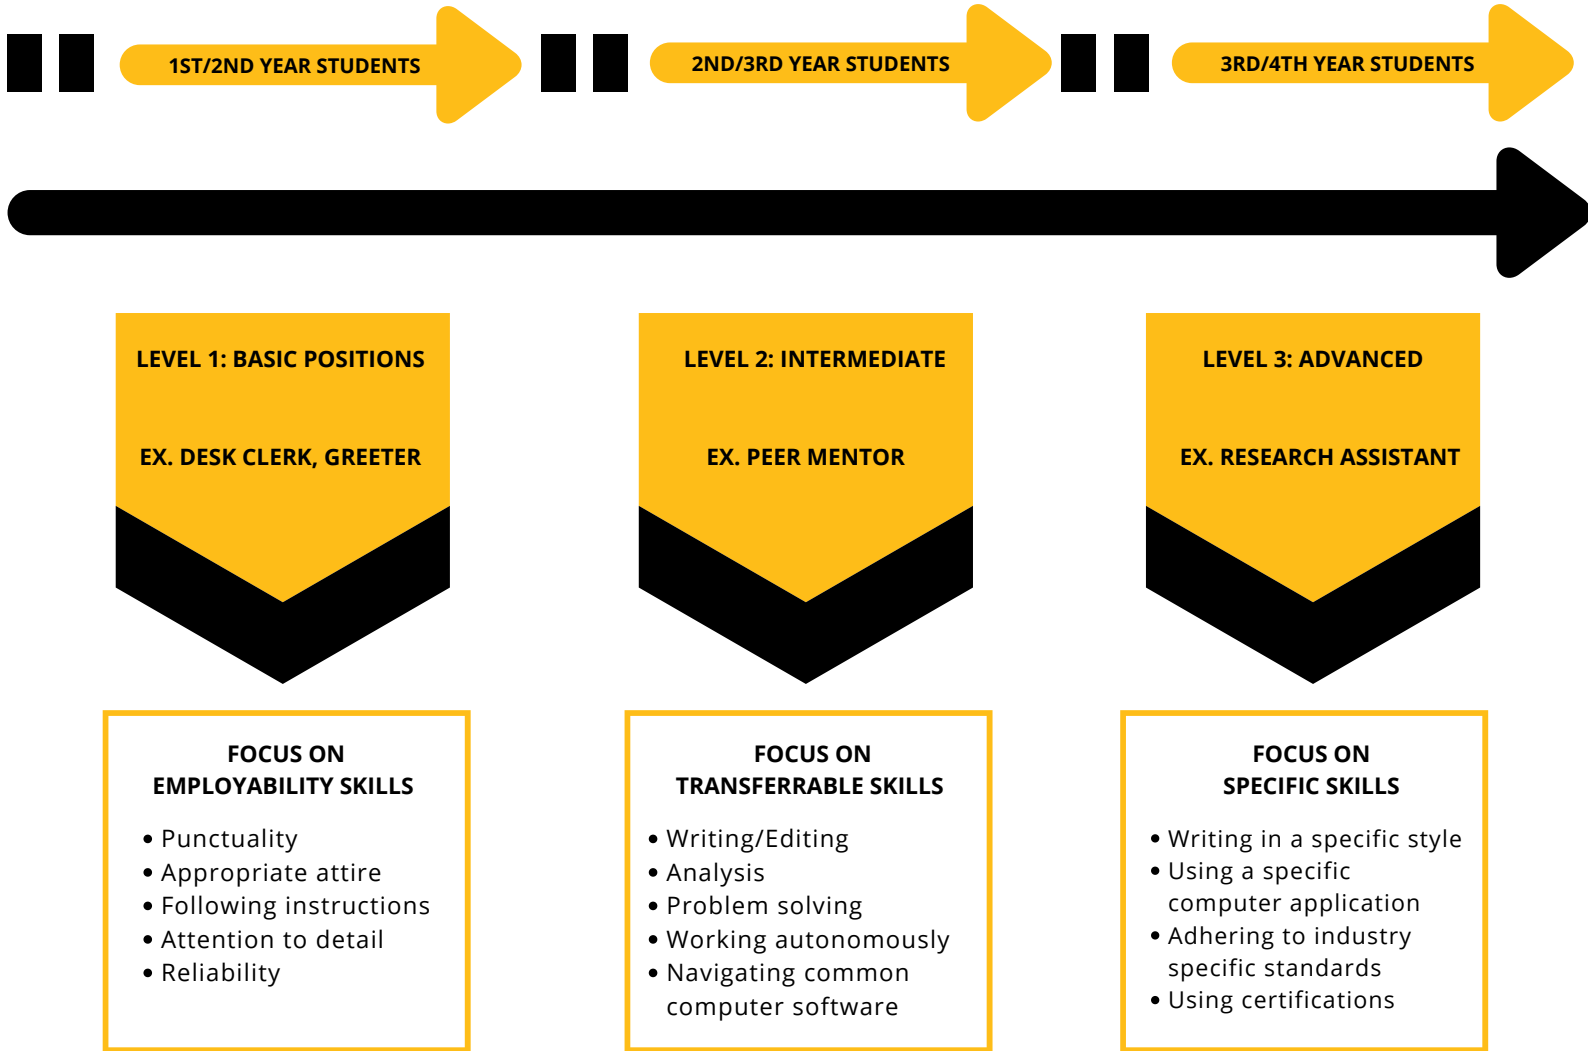 1ST/2ND YEAR STUDENTS
2ND/3RD YEAR STUDENTS
3RD/4TH YEAR STUDENTS
LEVEL 1: BASIC POSITIONS
EX. DESK CLERK, GREETER
LEVEL 2: INTERMEDIATE
EX. PEER MENTOR
LEVEL 3: ADVANCED
EX. RESEARCH ASSISTANT
FOCUS ON
EMPLOYABILITY SKILLS
• Punctuality
• Appropriate attire
• Following instructions
• Attention to detail
• Reliability
FOCUS ON
TRANSFERRABLE SKILLS
• Writing/Editing
• Analysis
• Problem solving
• Working autonomously
• Navigating common
computer software
FOCUS ON
SPECIFIC SKILLS
• Writing in a specific style
• Using a specific
computer application
• Adhering to industry
specific standards
• Using certifications